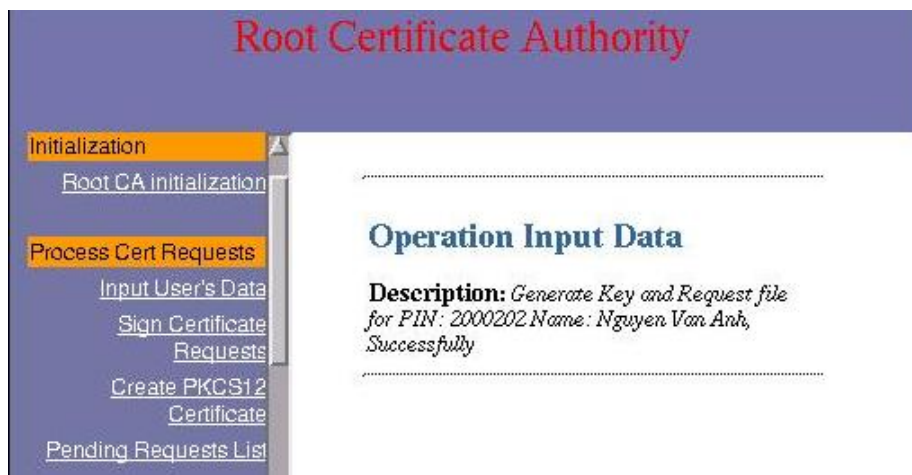 Root Certificate Authority
Initialization
Root CA initialization
Process Cert Requests
Input User's Data
Sign Certificate
Requests
Create PKCS12
Certificate
Pending Requests List
Operation Input Data
Description: Generate Key and Request file
for PIN: 2000202 Name: Nguyen Van Anh,
Successfully